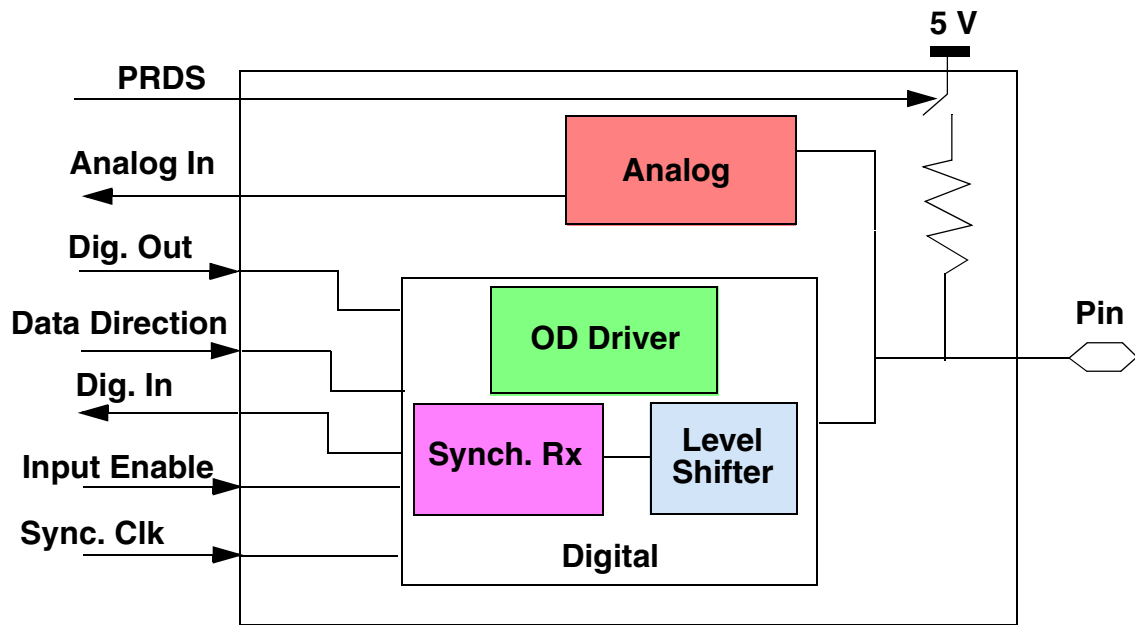 5 V
PRDS
Analog In
Analog
Dig. Out
Data Direction
OD Driver
Pin
Dig. In
Synch. Rx
Level
Shifter
Input Enable
Sync. Clk
Digital